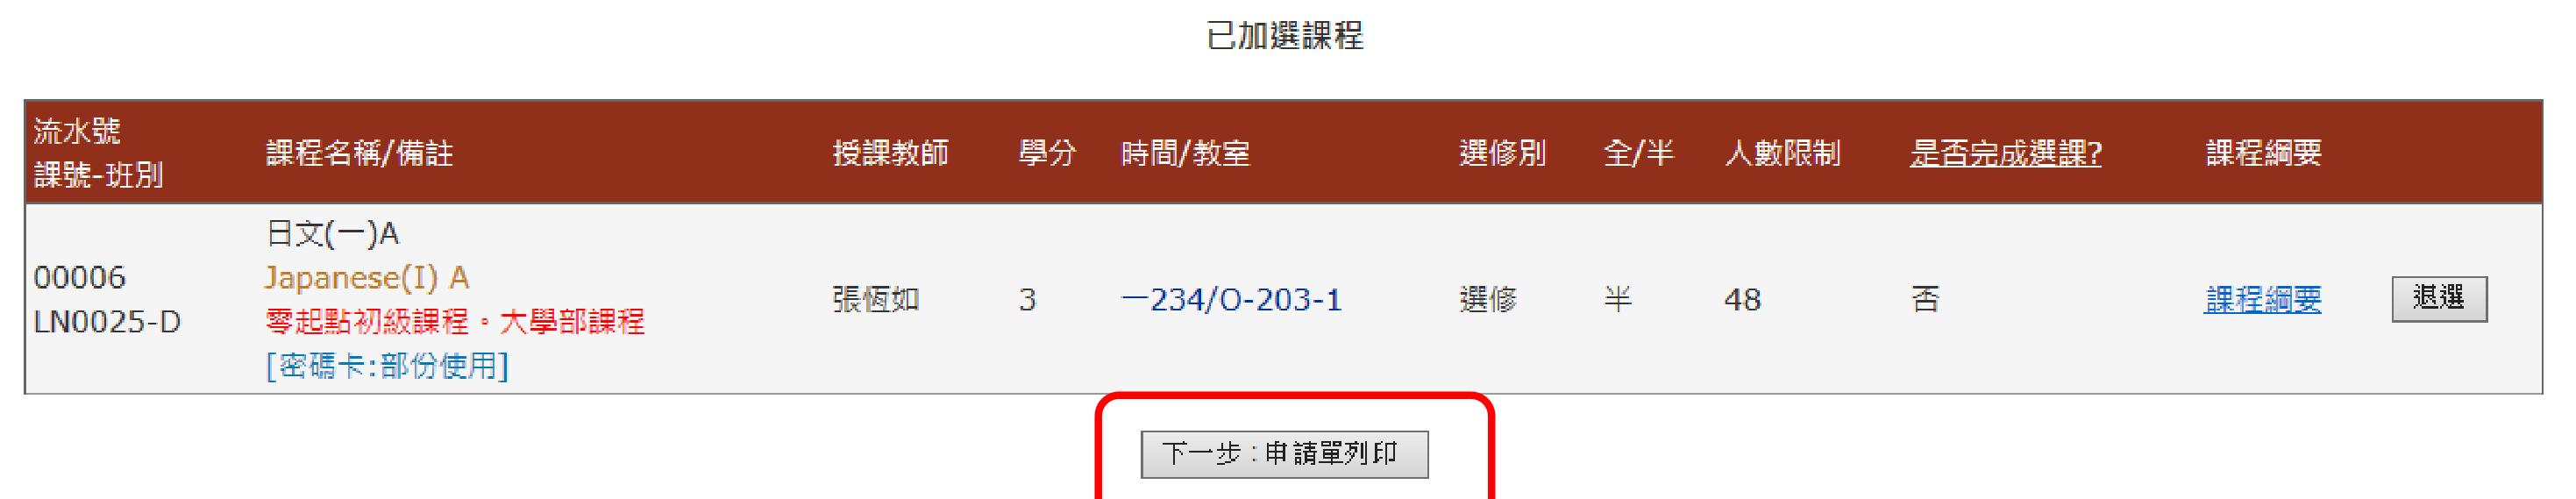 已加選課程
流水號
課號-班別
課程名稱/備註
授課教師
學分
時間/教室
選修別
全/半
人數限制
是否完成選課?
課程綱要
00006
LN0025-D
日文(一)A
Japanese(I) A
零起點初級課程。大學部課程
[密碼卡:部份使用]
張恆如
3
一234/O-203-1
選修
半
48
否
課程綱要
退選
下一步:申請單列印